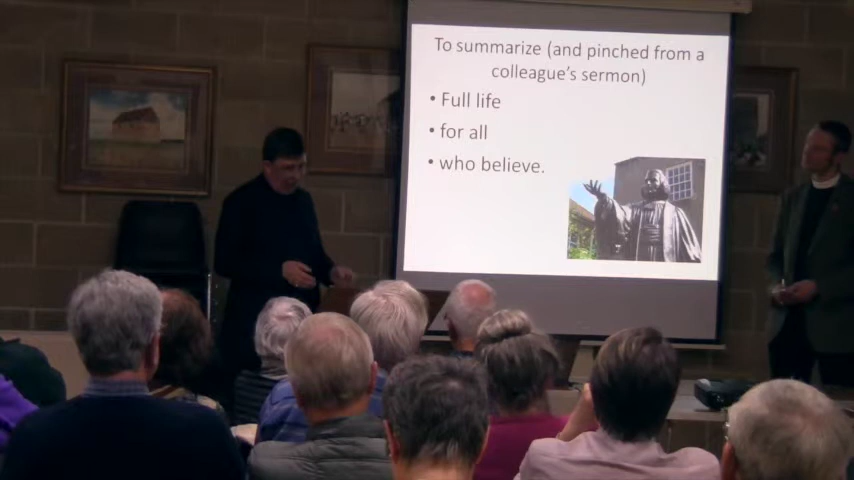 To summarize (and pinched from a
colleague's sermon)
• Full life
• for all
• who believe.